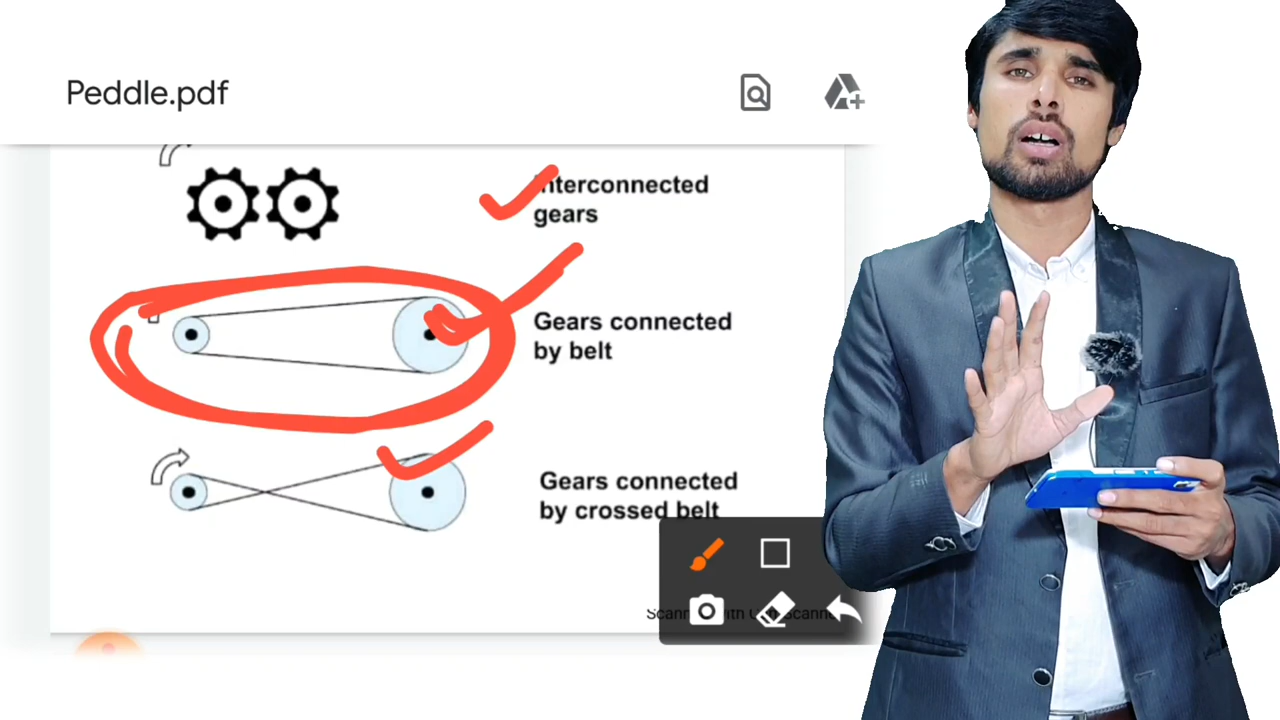 Peddle.pdf
Interconnected
gears
Gears connected
by belt
Gears connected
by crossed belt